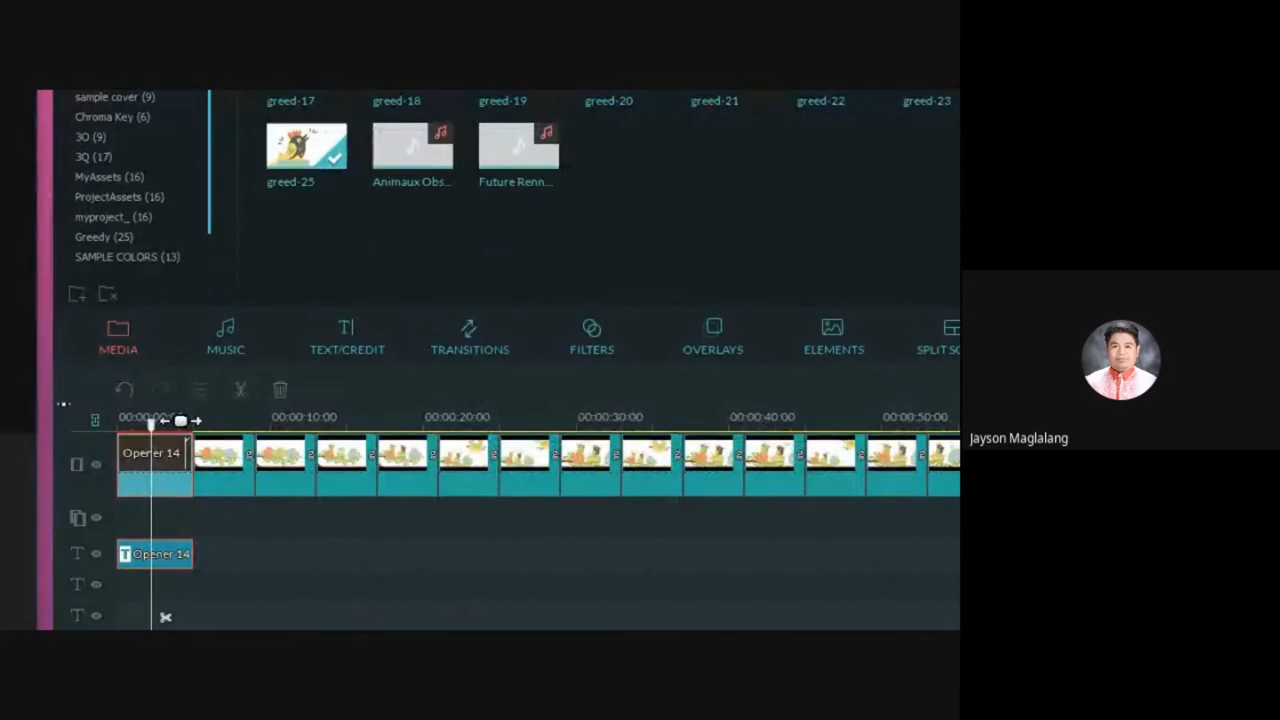 sample cover (9)
Chroma Key (6)
3O (9)
3Q (17)
MyAssets (16)
ProjectAssets (16)
myproject_ (16)
Greedy (25)
SAMPLE COLORS (13)
greed-17 greed-18 greed-19 greed-20 greed-21 greed-22 greed-23
greed-25 Animaux Obs... Future Renn...
MEDIA MUSIC TEXT/CREDIT TRANSITIONS FILTERS OVERLAYS ELEMENTS
00:00:10:00 00:00:20:00 00:00:30:00 00:00:40:00 00:00:50:00
Opener 14
T Opener 14
Jayson Maglalang